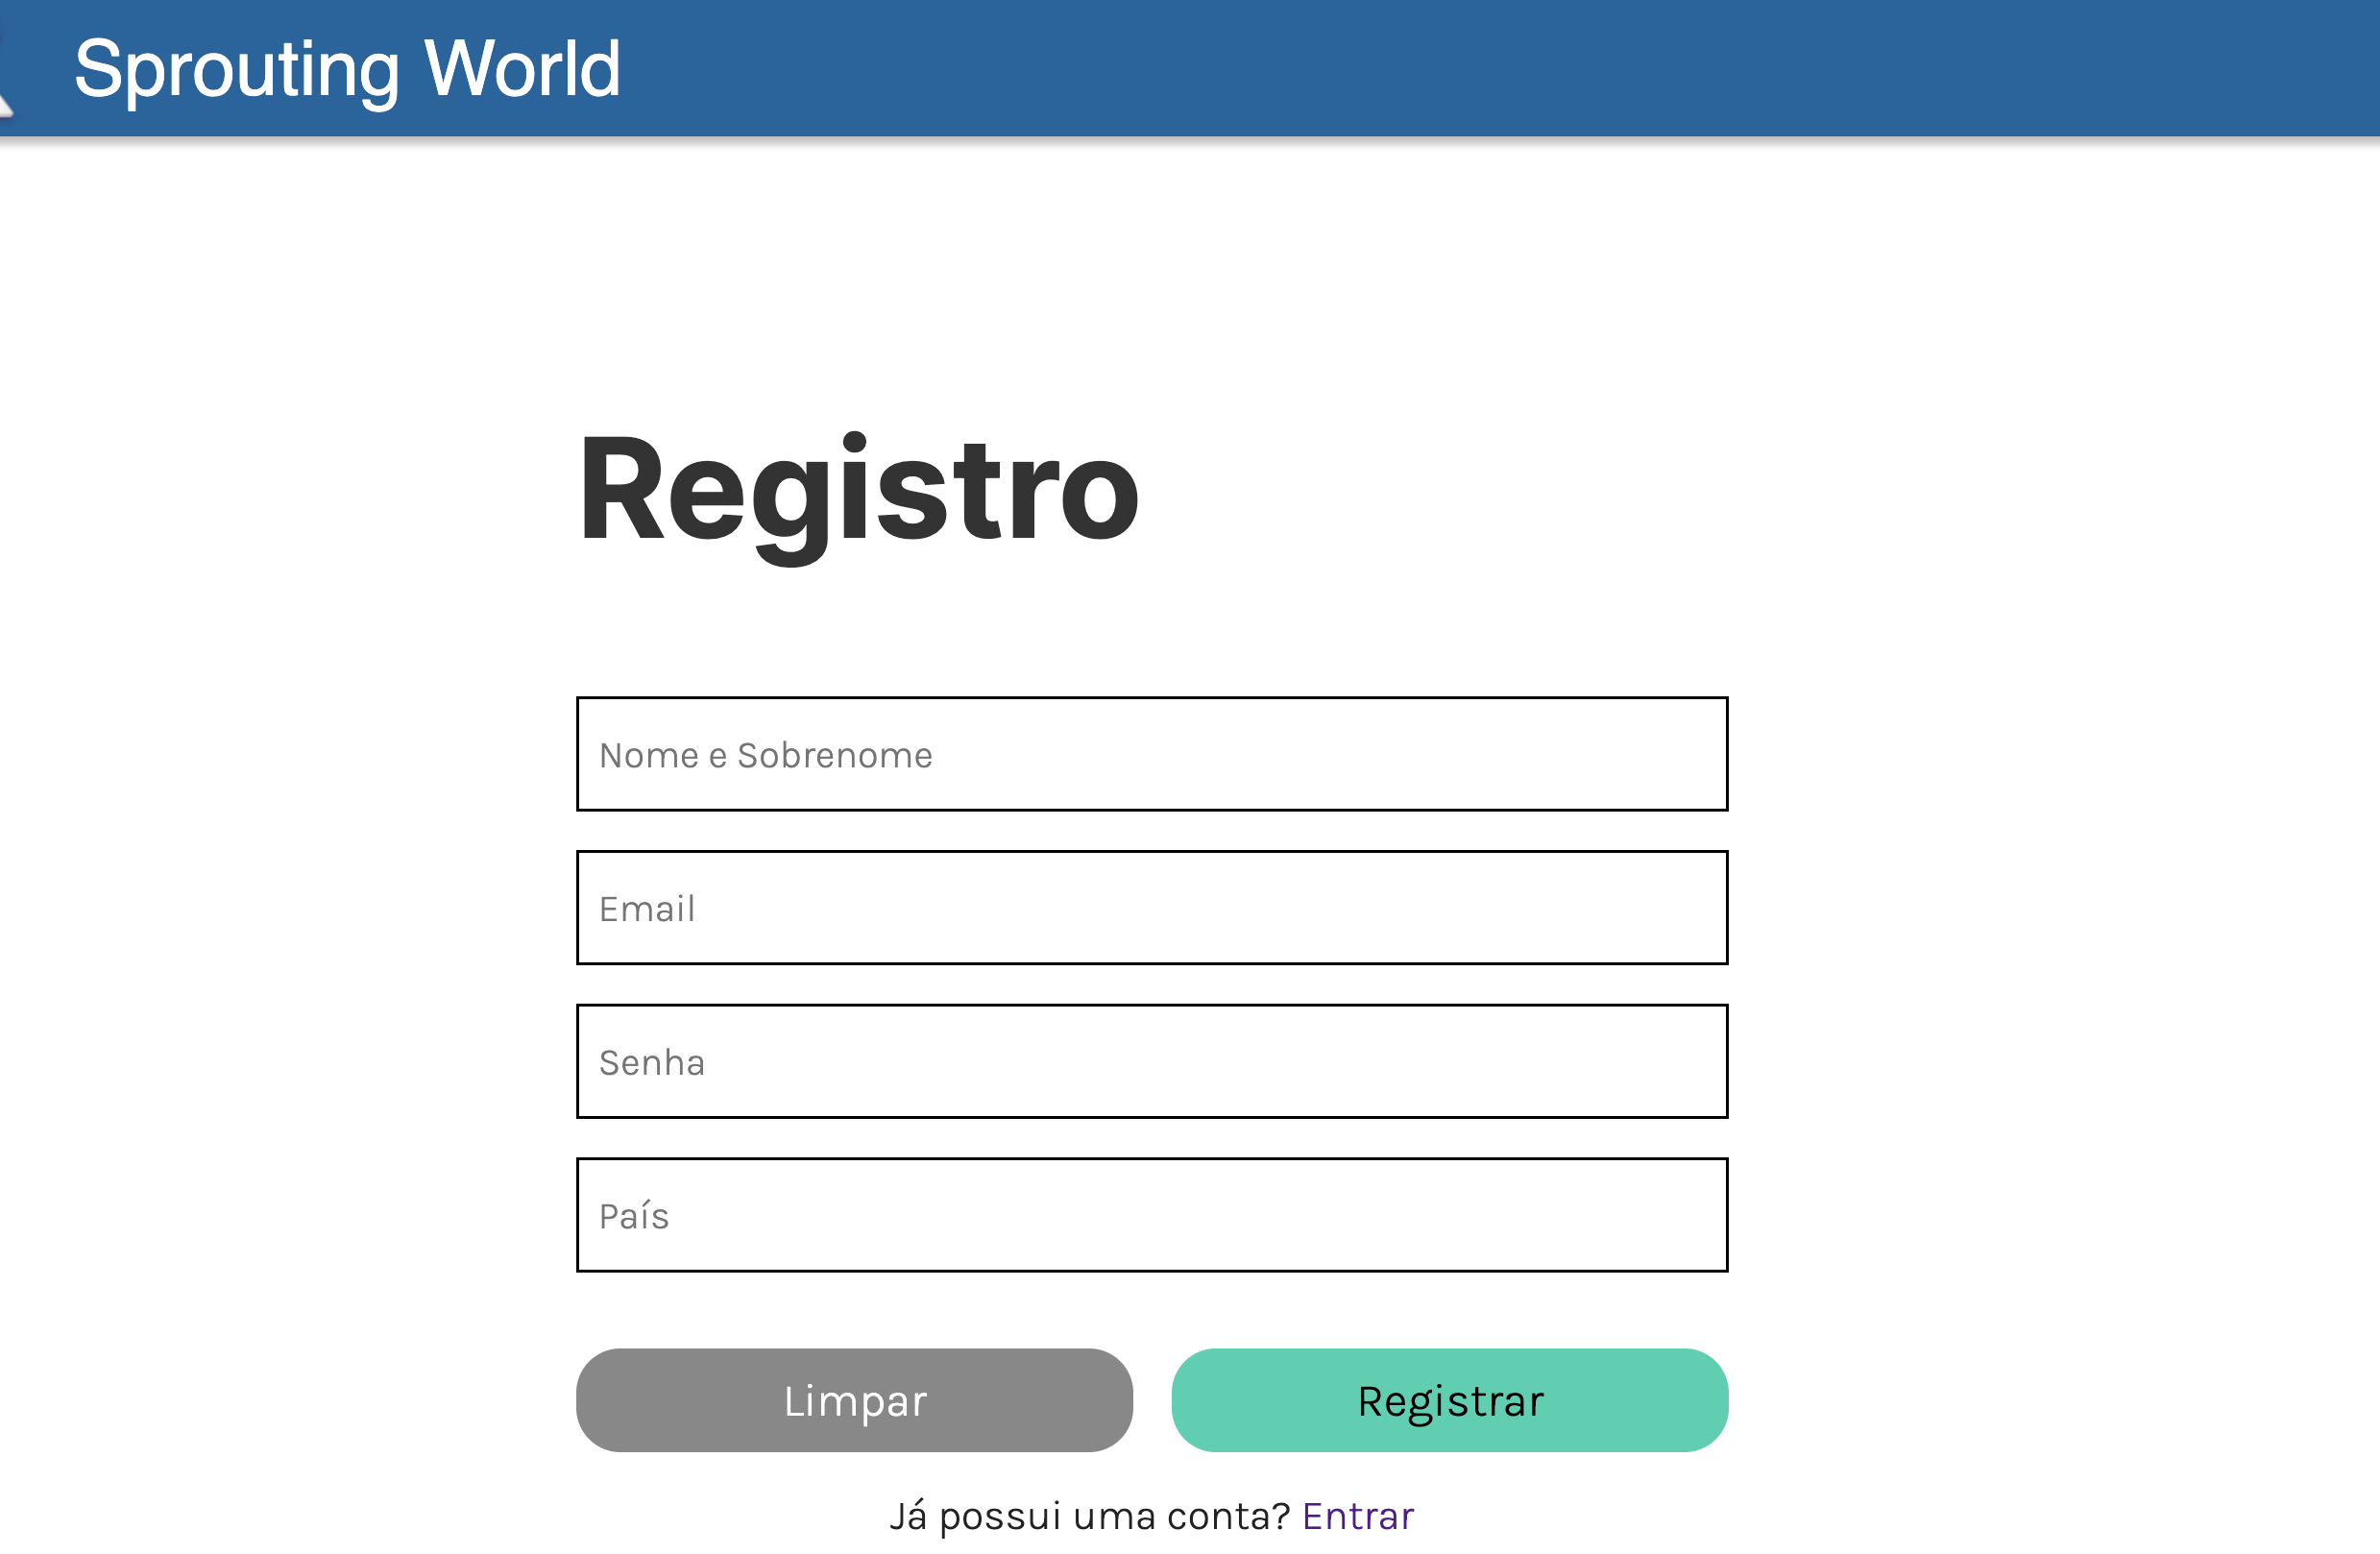 Sprouting World
Registro
Nome e Sobrenome
Email
Senha
País
Limpar
Registrar
Já possui uma conta? Entrar